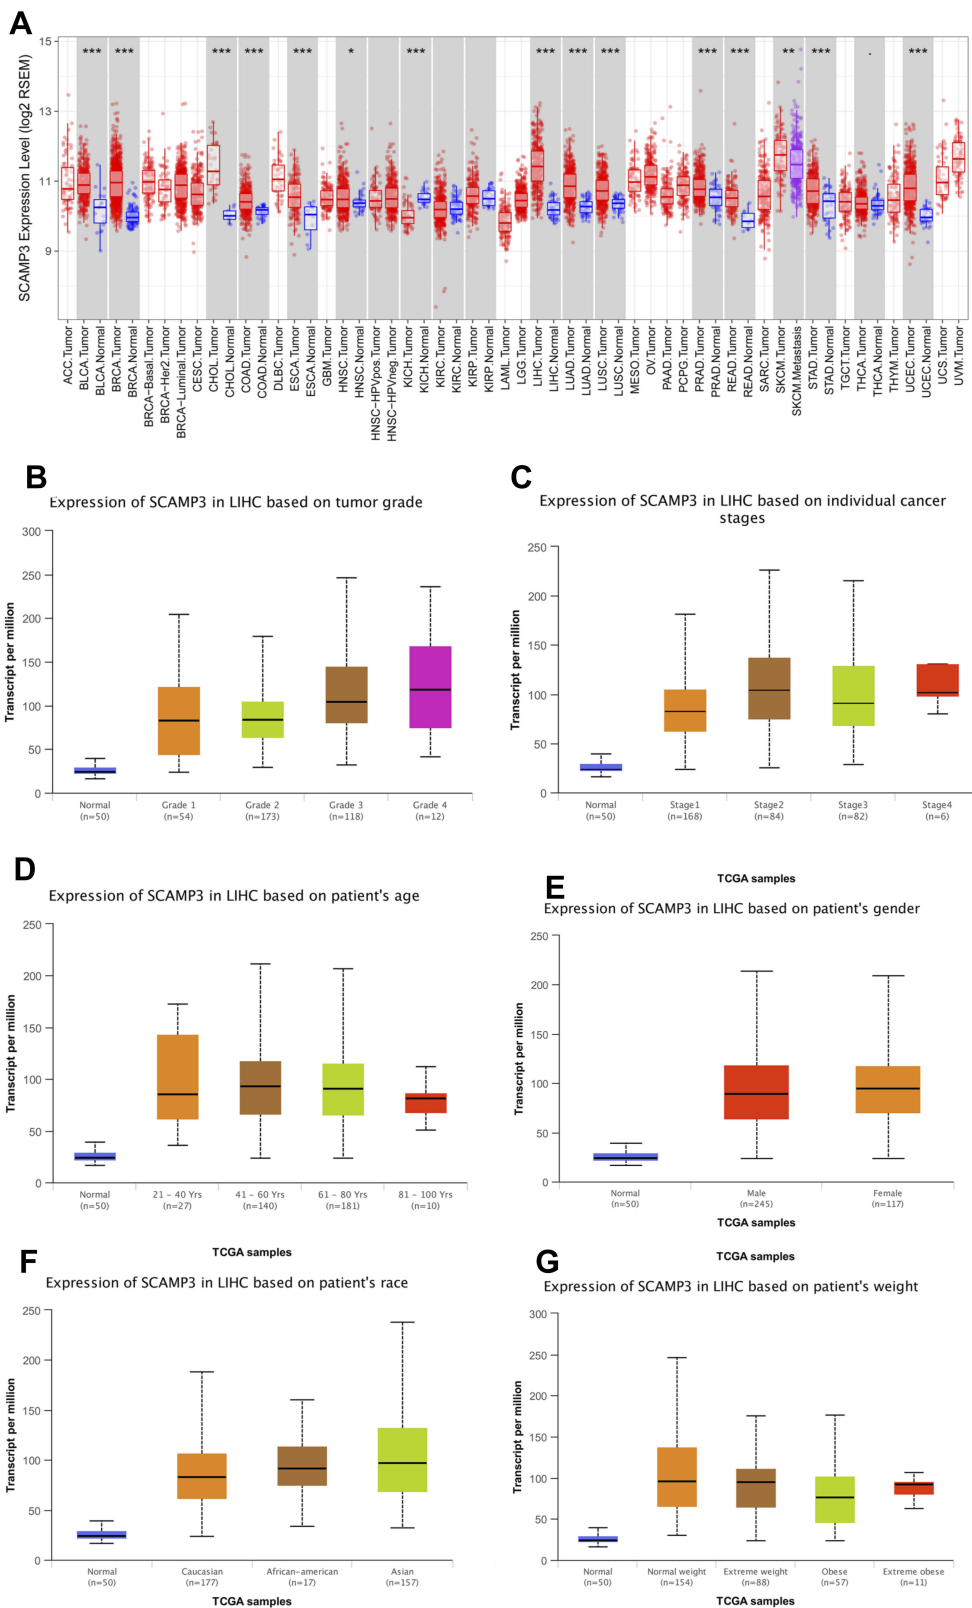 A
SCAMP3 Expression Level (log2 RSEM)
15
13
11
9
*** *** *** *** *** * *** *** *** *** *** *** ** *** . ***
ACC.Tumor
BLCA.Tumor
BLCA.Normal
BRCA.Tumor
BRCA.Normal
BRCA-Basal.Tumor
BRCA-Her2.Tumor
BRCA-Luminal.Tumor
CESC.Tumor
CHOL.Tumor
CHOL.Normal
COAD.Tumor
COAD.Normal
DLBC.Tumor
ESCA.Tumor
ESCA.Normal
GBM.Tumor
HNSC.Tumor
HNSC.Normal
HNSC-HPVpos.Tumor
HNSC-HPVneg.Tumor
KICH.Tumor
KICH.Normal
KIRC.Tumor
KIRC.Normal
KIRP.Tumor
KIRP.Normal
LAML.Tumor
LGG.Tumor
LIHC.Tumor
LIHC.Normal
LUAD.Tumor
LUAD.Normal
LUSC.Tumor
LUSC.Normal
MESO.Tumor
OV.Tumor
PAAD.Tumor
PCPG.Tumor
PRAD.Tumor
PRAD.Normal
READ.Tumor
READ.Normal
SARC.Tumor
SKCM.Tumor
SKCM.Metastasis
STAD.Tumor
STAD.Normal
TGCT.Tumor
THCA.Tumor
THCA.Normal
THYM.Tumor
UCEC.Tumor
UCEC.Normal
UCS.Tumor
UVM.Tumor
B
Expression of SCAMP3 in LIHC based on tumor grade
Transcript per million
300
250
200
150
100
50
0
Normal Grade 1 Grade 2 Grade 3 Grade 4
(n=50) (n=54) (n=173) (n=118) (n=12)
C
Expression of SCAMP3 in LIHC based on individual cancer
stages
Transcript per million
250
200
150
100
50
0
Normal Stage1 Stage2 Stage3 Stage4
(n=50) (n=168) (n=84) (n=82) (n=6)
TCGA samples
D
Expression of SCAMP3 in LIHC based on patient's age
Transcript per million
250
200
150
100
50
0
Normal 21 – 40 Yrs 41 – 60 Yrs 61 – 80 Yrs 81 – 100 Yrs
(n=50) (n=27) (n=140) (n=181) (n=10)
TCGA samples
E
Expression of SCAMP3 in LIHC based on patient's gender
Transcript per million
250
200
150
100
50
0
Normal Male Female
(n=50) (n=245) (n=117)
TCGA samples
TCGA samples
F
Expression of SCAMP3 in LIHC based on patient's race
Transcript per million
250
200
150
100
50
0
Normal Caucasian African-american Asian
(n=50) (n=177) (n=17) (n=157)
TCGA samples
G
Expression of SCAMP3 in LIHC based on patient's weight
Transcript per million
300
250
200
150
100
50
0
Normal Normal weight Extreme weight Obese Extreme obese
(n=50) (n=154) (n=88) (n=57) (n=11)
TCGA samples